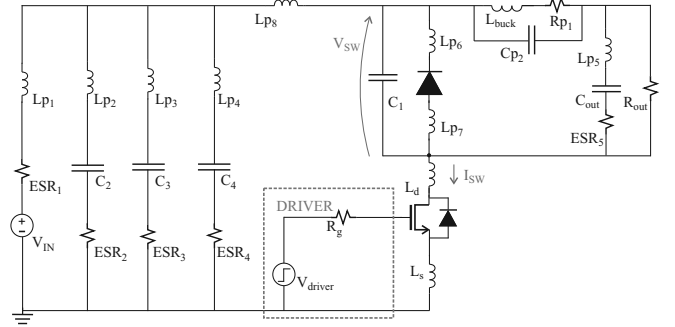 Lp8
Lbuck
Rp1
VSW
Lp6
Cp2
Lp5
Lp1
Lp2
Lp3
Lp4
C1
Cout
Rout
Lp7
ESR5
ESR1
C2
C3
C4
Ld
ISW
DRIVER
Rg
VIN
ESR2
ESR3
ESR4
Vdriver
Ls